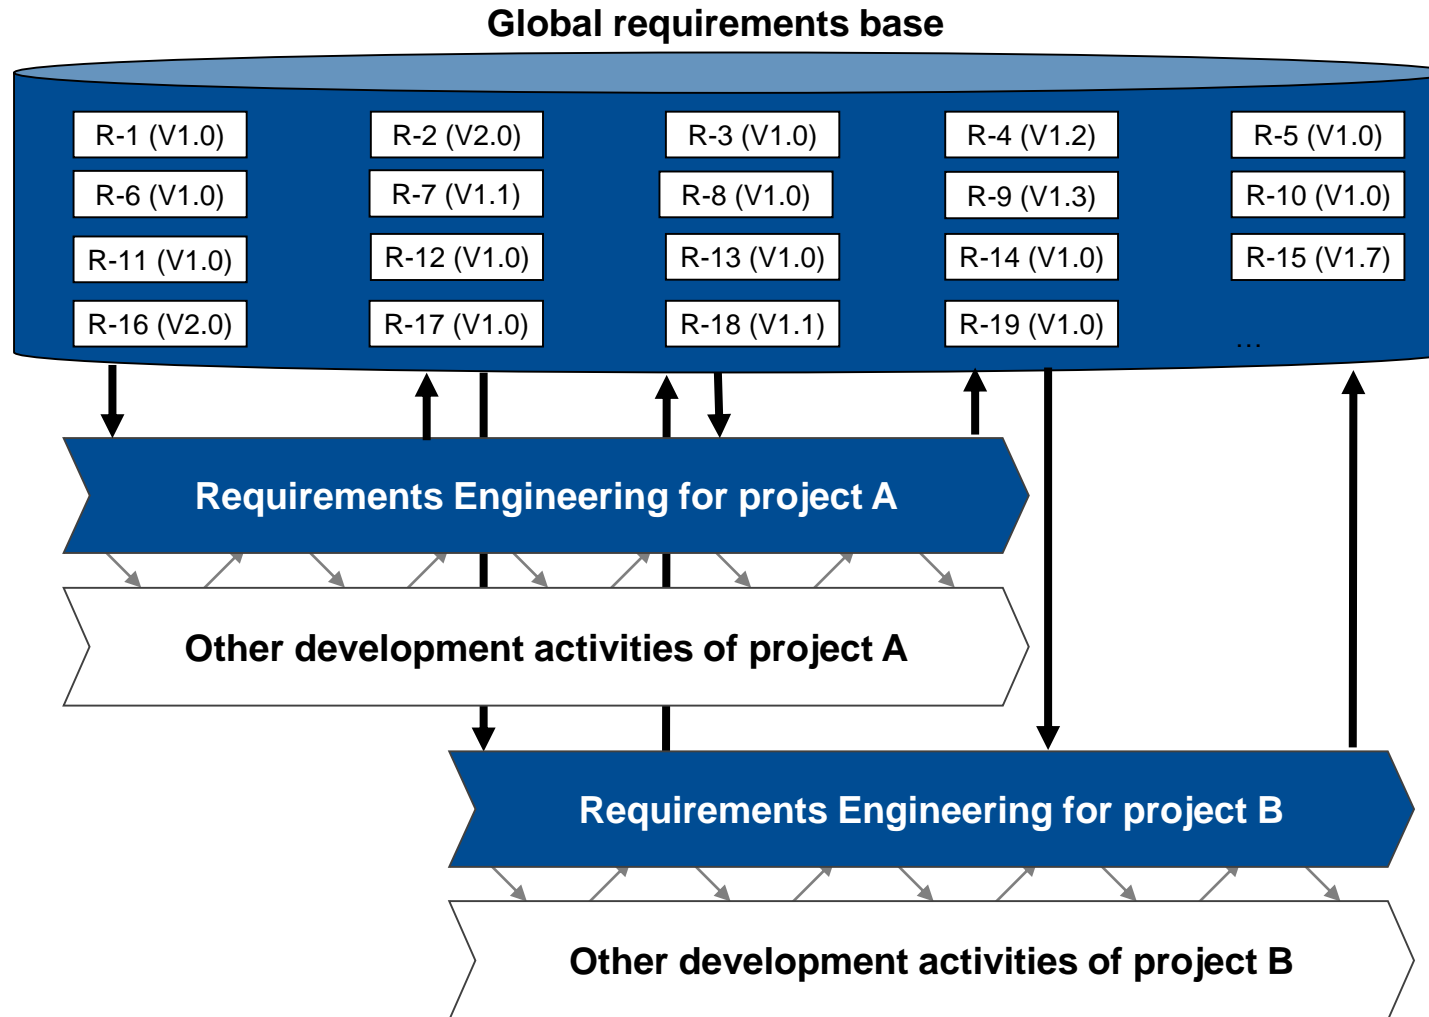 Global requirements base
R-1 (V1.0) R-2 (V2.0) R-3 (V1.0) R-4 (V1.2) R-5 (V1.0)
R-6 (V1.0) R-7 (V1.1) R-8 (V1.0) R-9 (V1.3) R-10 (V1.0)
R-11 (V1.0) R-12 (V1.0) R-13 (V1.0) R-14 (V1.0) R-15 (V1.7)
R-16 (V2.0) R-17 (V1.0) R-18 (V1.1) R-19 (V1.0) ...
Requirements Engineering for project A
Other development activities of project A
Requirements Engineering for project B
Other development activities of project B